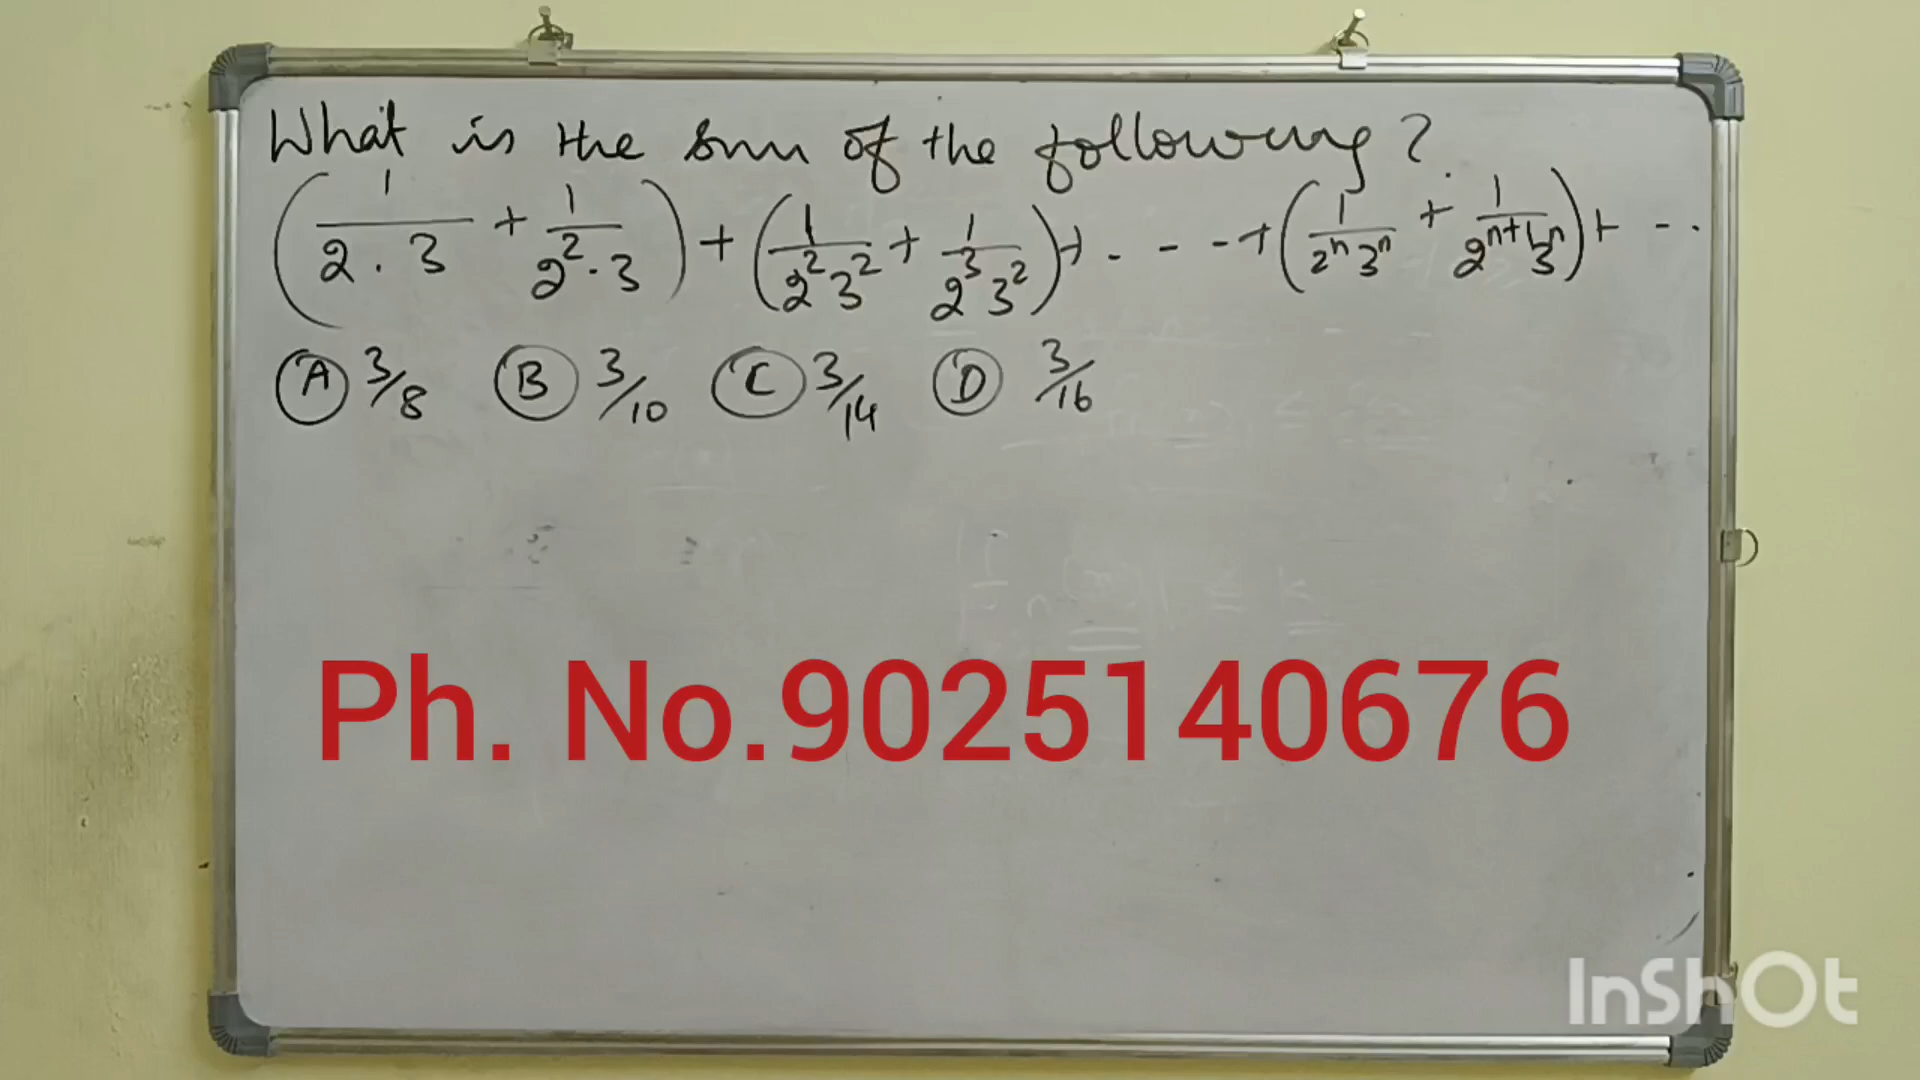 What is the sum of the following?
(1/2.3 + 1/2².3) + (1/2²3² + 1/2³3²) + . - - - + (1/2ⁿ3ⁿ + 1/2ⁿ⁺¹3ⁿ) + - - .
(A) 3/8 (B) 3/10 (C) 3/14 (D) 3/16
Ph. No.9025140676
InShOt